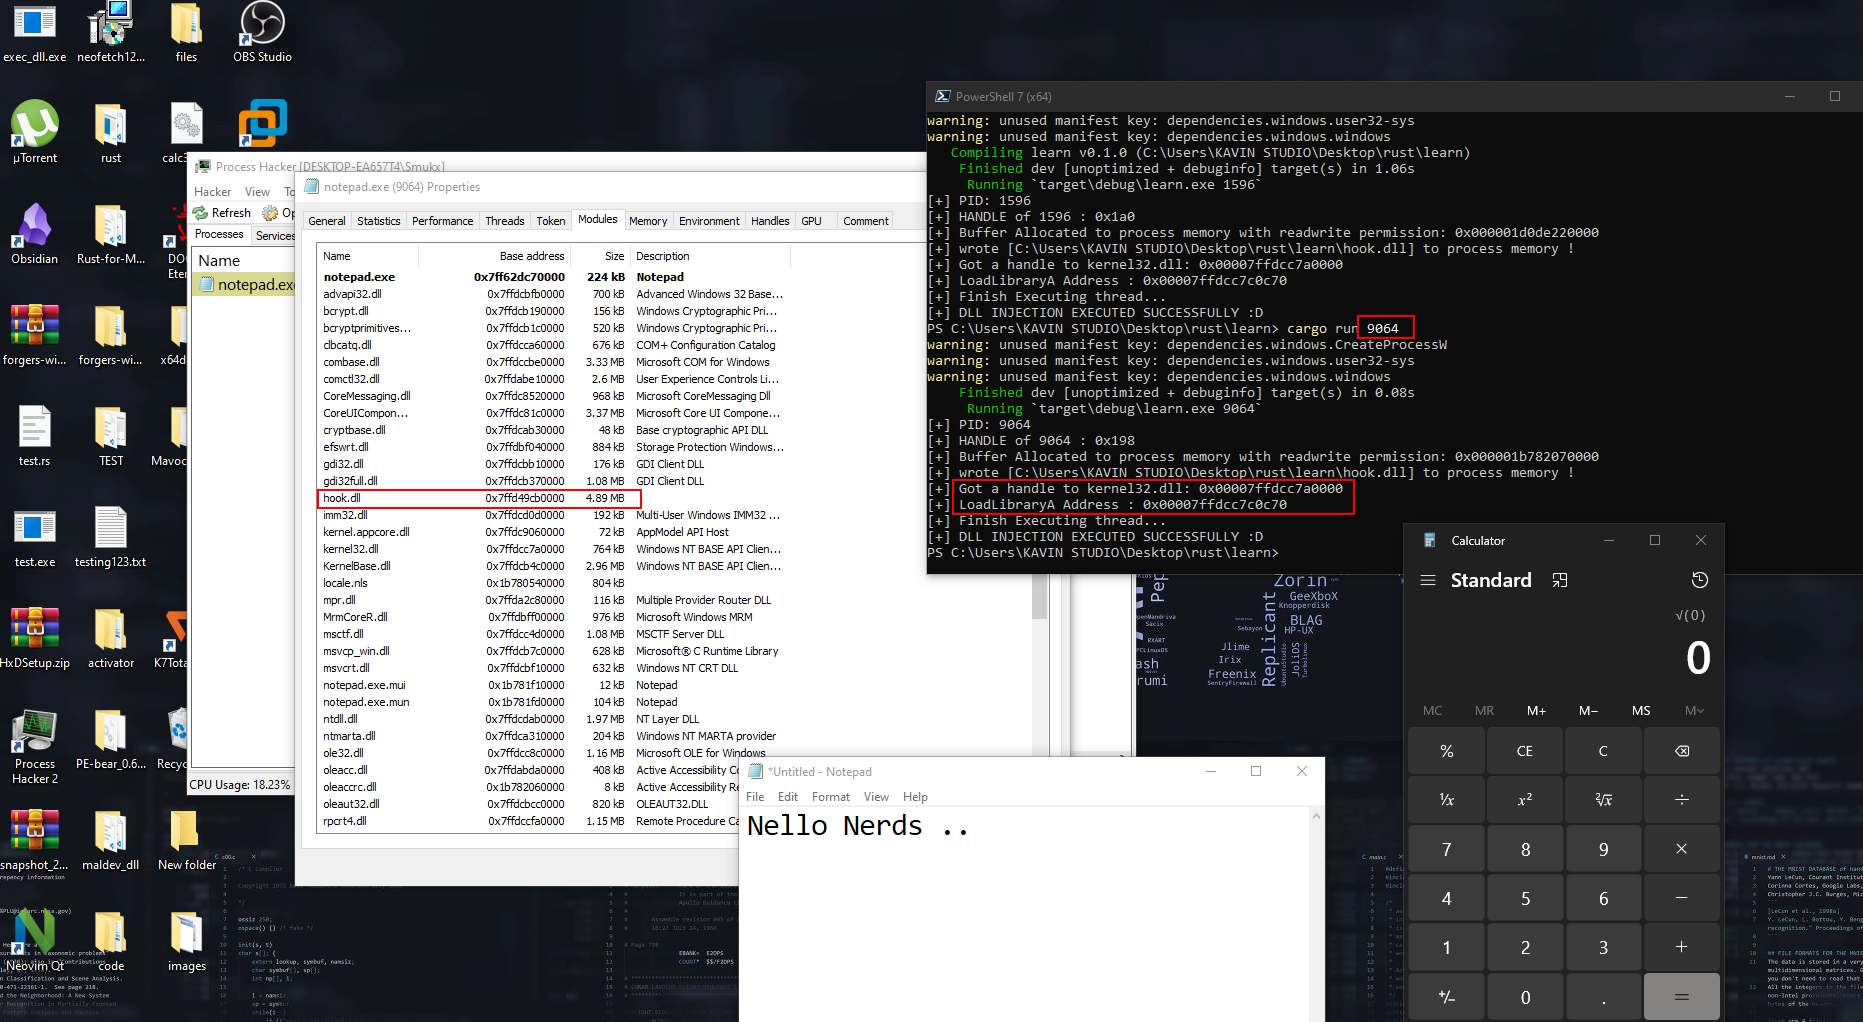 exec_dll.exe
neofetch12...
files
OBS Studio
µTorrent
rust
calc3
Obsidian
Rust-for-M...
DO
Eter
forgers-wi...
forgers-wi...
x64d
test.rs
TEST
Mavoc
test.exe
testing123.txt
HxDSetup.zip
activator
K7Tota
Process
Hacker 2
PE-bear_0.6...
Recyc
snapshot_2...
maldev_dll
New folder
Neovim Qt
code
images
Process Hacker [DESKTOP-EA657T4\Smukx]
Hacker View To
Refresh Op
Processes Services
Name
notepad.exe
CPU Usage: 18.23%
notepad.exe (9064) Properties
General Statistics Performance Threads Token Modules Memory Environment Handles GPU Comment
Name Base address Size Description
notepad.exe 0x7ff62dc70000 224 kB Notepad
advapi32.dll 0x7ffdcbfb0000 700 kB Advanced Windows 32 Base...
bcrypt.dll 0x7ffdcb190000 156 kB Windows Cryptographic Pri...
bcryptprimitives... 0x7ffdcb1c0000 520 kB Windows Cryptographic Pri...
clbcatq.dll 0x7ffdcca60000 676 kB COM+ Configuration Catalog
combase.dll 0x7ffdccbe0000 3.33 MB Microsoft COM for Windows
comctl32.dll 0x7ffdabe10000 2.6 MB User Experience Controls Li...
CoreMessaging.dll 0x7ffdc8520000 968 kB Microsoft CoreMessaging Dll
CoreUICompon... 0x7ffdc81c0000 3.37 MB Microsoft Core UI Compone...
cryptbase.dll 0x7ffdcab30000 48 kB Base cryptographic API DLL
efswrt.dll 0x7ffdbf040000 884 kB Storage Protection Windows...
gdi32.dll 0x7ffdcbb10000 176 kB GDI Client DLL
gdi32full.dll 0x7ffdcb370000 1.08 MB GDI Client DLL
hook.dll 0x7ffd49cb0000 4.89 MB
imm32.dll 0x7ffdcd0d0000 192 kB Multi-User Windows IMM32 ...
kernel.appcore.dll 0x7ffdc9060000 72 kB AppModel API Host
kernel32.dll 0x7ffdcc7a0000 764 kB Windows NT BASE API Clien...
KernelBase.dll 0x7ffdcb4c0000 2.96 MB Windows NT BASE API Clien...
locale.nls 0x1b780540000 804 kB
mpr.dll 0x7ffda2c80000 116 kB Multiple Provider Router DLL
MrmCoreR.dll 0x7ffdbff00000 976 kB Microsoft Windows MRM
msctf.dll 0x7ffdcc4d0000 1.08 MB MSCTF Server DLL
msvcp_win.dll 0x7ffdcb7c0000 628 kB Microsoft® C Runtime Library
msvcrt.dll 0x7ffdcbf10000 632 kB Windows NT CRT DLL
notepad.exe.mui 0x1b781f10000 12 kB Notepad
notepad.exe.mun 0x1b781fd0000 104 kB Notepad
ntdll.dll 0x7ffdcdab0000 1.97 MB NT Layer DLL
ntmarta.dll 0x7ffdca310000 204 kB Windows NT MARTA provider
ole32.dll 0x7ffdcc8c0000 1.16 MB Microsoft OLE for Windows
oleacc.dll 0x7ffdabda0000 408 kB Active Accessibility Co
oleaccrc.dll 0x1b782060000 8 kB Active Accessibility Re
oleaut32.dll 0x7ffdcbcc0000 820 kB OLEAUT32.DLL
rpcrt4.dll 0x7ffdccfa0000 1.15 MB Remote Procedure Ca
PowerShell 7 (x64)
warning: unused manifest key: dependencies.windows.user32-sys
warning: unused manifest key: dependencies.windows.windows
Compiling learn v0.1.0 (C:\Users\KAVIN STUDIO\Desktop\rust\learn)
Finished dev [unoptimized + debuginfo] target(s) in 1.06s
Running `target\debug\learn.exe 1596`
[+] PID: 1596
[+] HANDLE of 1596 : 0x1a0
[+] Buffer Allocated to process memory with readwrite permission: 0x000001d0de220000
[+] wrote [C:\Users\KAVIN STUDIO\Desktop\rust\learn\hook.dll] to process memory !
[+] Got a handle to kernel32.dll: 0x00007ffdcc7a0000
[+] LoadLibraryA Address : 0x00007ffdcc7c0c70
[+] Finish Executing thread...
[+] DLL INJECTION EXECUTED SUCCESSFULLY :D
PS C:\Users\KAVIN STUDIO\Desktop\rust\learn> cargo run 9064
warning: unused manifest key: dependencies.windows.CreateProcessW
warning: unused manifest key: dependencies.windows.user32-sys
warning: unused manifest key: dependencies.windows.windows
Finished dev [unoptimized + debuginfo] target(s) in 0.08s
Running `target\debug\learn.exe 9064`
[+] PID: 9064
[+] HANDLE of 9064 : 0x198
[+] Buffer Allocated to process memory with readwrite permission: 0x000001b782070000
[+] wrote [C:\Users\KAVIN STUDIO\Desktop\rust\learn\hook.dll] to process memory !
[+] Got a handle to kernel32.dll: 0x00007ffdcc7a0000
[+] LoadLibraryA Address : 0x00007ffdcc7c0c70
[+] Finish Executing thread...
[+] DLL INJECTION EXECUTED SUCCESSFULLY :D
PS C:\Users\KAVIN STUDIO\Desktop\rust\learn>
Zorin
GeeXboX
Knopperdisk
BLAG
HP-UX
Sebayon
Replicant
Jlime
Irix
Freenix
SentryFirewall
JoliOS
UbuntuStudio
RXART
PCLinuxOS
ash
rumi
*Untitled - Notepad
File Edit Format View Help
Nello Nerds ..
Calculator
Standard
√(0)
0
MC MR M+ M− MS M˅
% CE C
¹/x x² ²√x ÷
7 8 9 ×
4 5 6 −
1 2 3 +
+/− 0 . =